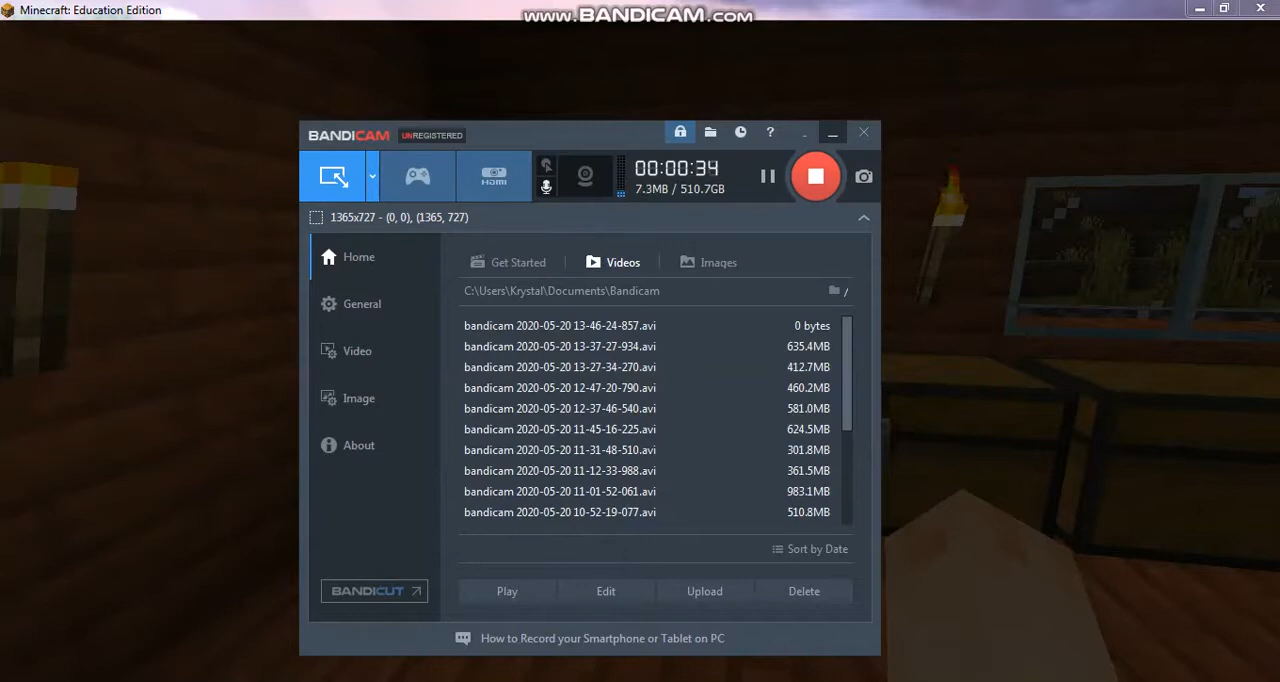 Minecraft: Education Edition
www.BANDICAM.com
BANDICAM UNREGISTERED
?
HDMI
00:00:34
7.3MB / 510.7GB
1365x727 - (0, 0), (1365, 727)
Home
General
Video
Image
About
BANDICUT
Get Started
Videos
Images
C:\Users\Krystal\Documents\Bandicam
/
bandicam 2020-05-20 13-46-24-857.avi 0 bytes
bandicam 2020-05-20 13-37-27-934.avi 635.4MB
bandicam 2020-05-20 13-27-34-270.avi 412.7MB
bandicam 2020-05-20 12-47-20-790.avi 460.2MB
bandicam 2020-05-20 12-37-46-540.avi 581.0MB
bandicam 2020-05-20 11-45-16-225.avi 624.5MB
bandicam 2020-05-20 11-31-48-510.avi 301.8MB
bandicam 2020-05-20 11-12-33-988.avi 361.5MB
bandicam 2020-05-20 11-01-52-061.avi 983.1MB
bandicam 2020-05-20 10-52-19-077.avi 510.8MB
Sort by Date
Play Edit Upload Delete
How to Record your Smartphone or Tablet on PC